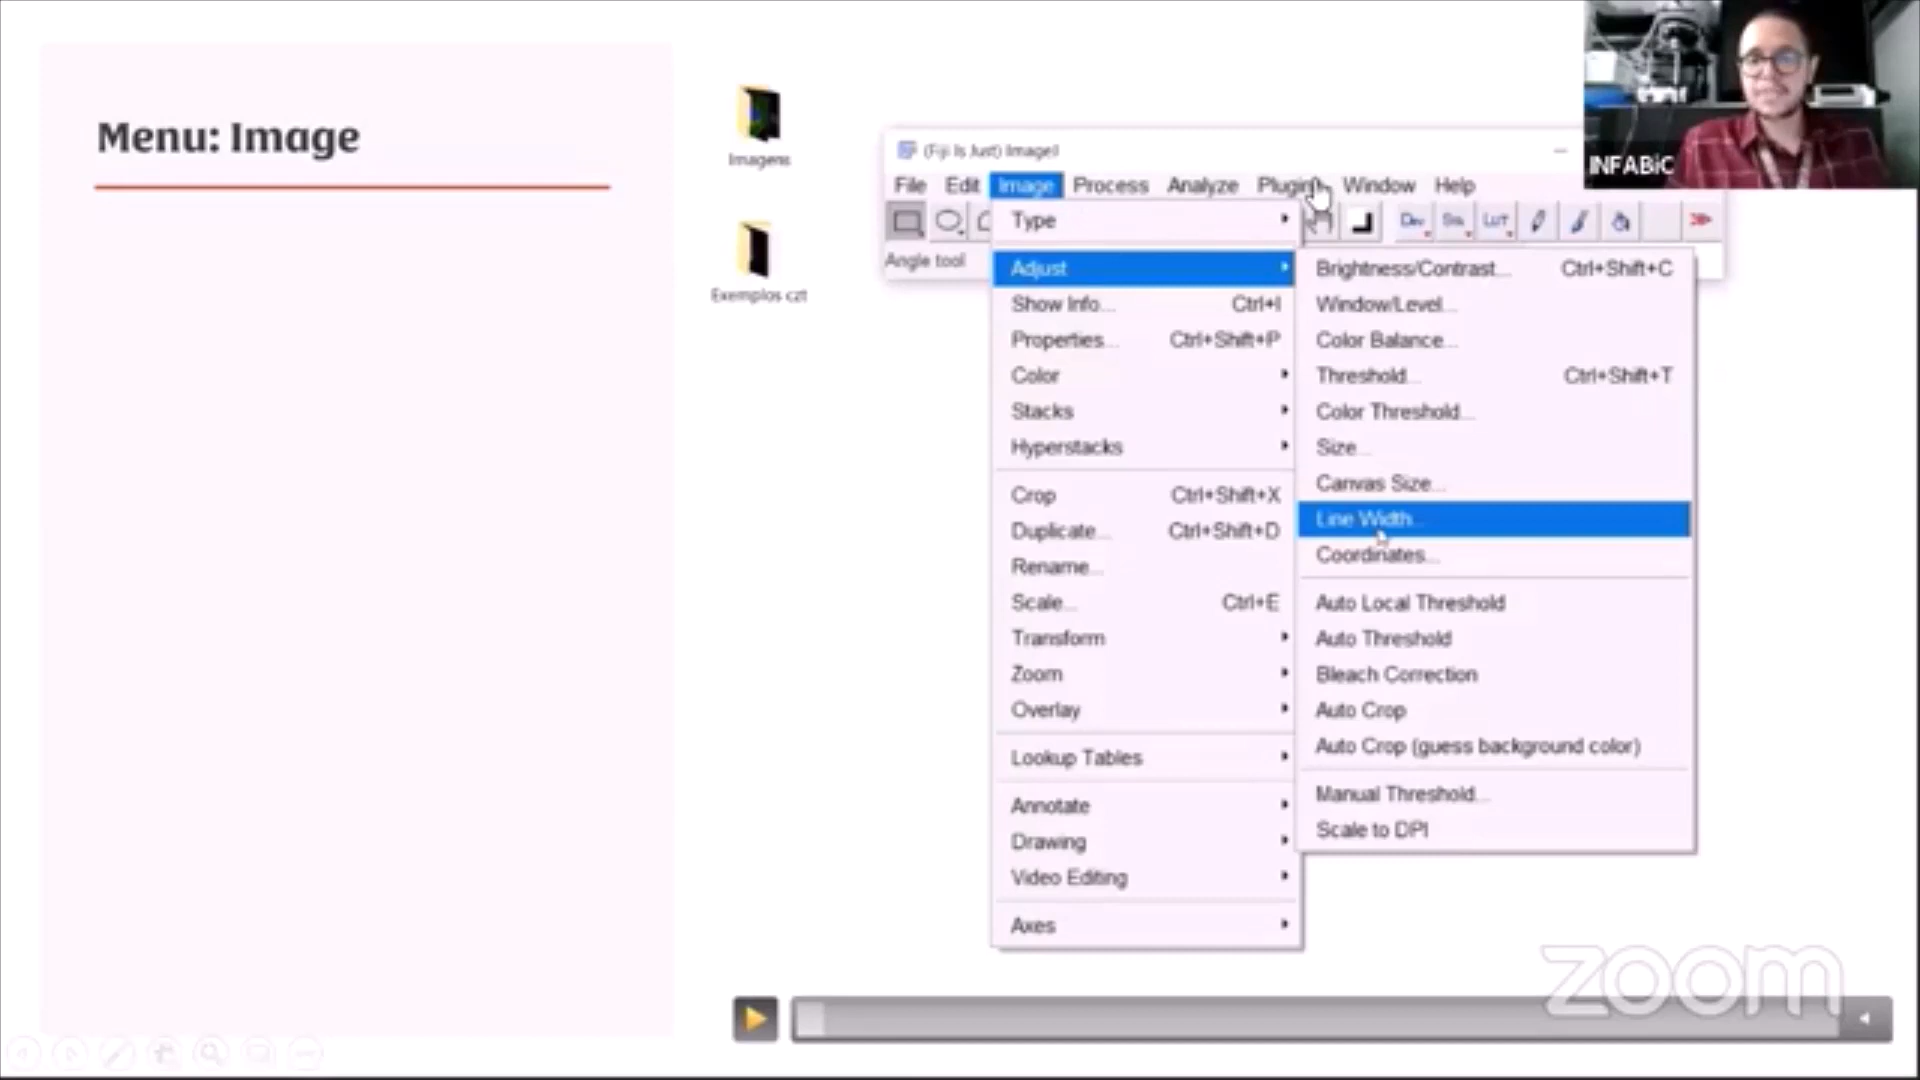 Menu: Image
Imagens
Exemplos czt
(Fiji Is Just) ImageJ
File Edit Image Process Analyze Plugins Window Help
Dev Stk LUT
Angle tool
Type
Adjust
Show Info... Ctrl+I
Properties... Ctrl+Shift+P
Color
Stacks
Hyperstacks
Crop Ctrl+Shift+X
Duplicate... Ctrl+Shift+D
Rename...
Scale... Ctrl+E
Transform
Zoom
Overlay
Lookup Tables
Annotate
Drawing
Video Editing
Axes
Brightness/Contrast... Ctrl+Shift+C
Window/Level...
Color Balance...
Threshold... Ctrl+Shift+T
Color Threshold...
Size...
Canvas Size...
Line Width...
Coordinates...
Auto Local Threshold
Auto Threshold
Bleach Correction
Auto Crop
Auto Crop (guess background color)
Manual Threshold...
Scale to DPI
INFABiC
zoom